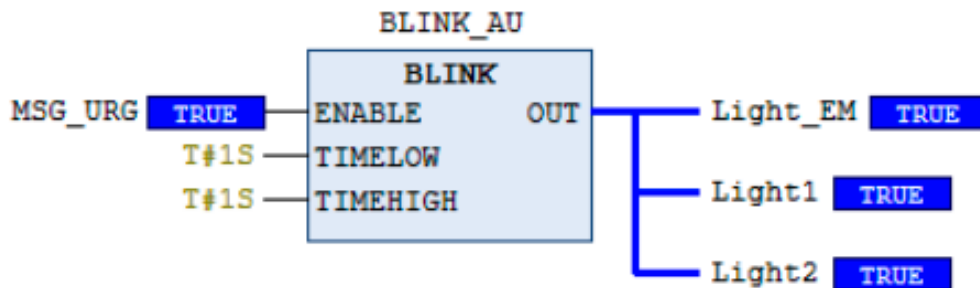 BLINK_AU
BLINK
MSG_URG TRUE ENABLE OUT Light_EM TRUE
T#1S TIMELOW
T#1S TIMEHIGH Light1 TRUE
Light2 TRUE